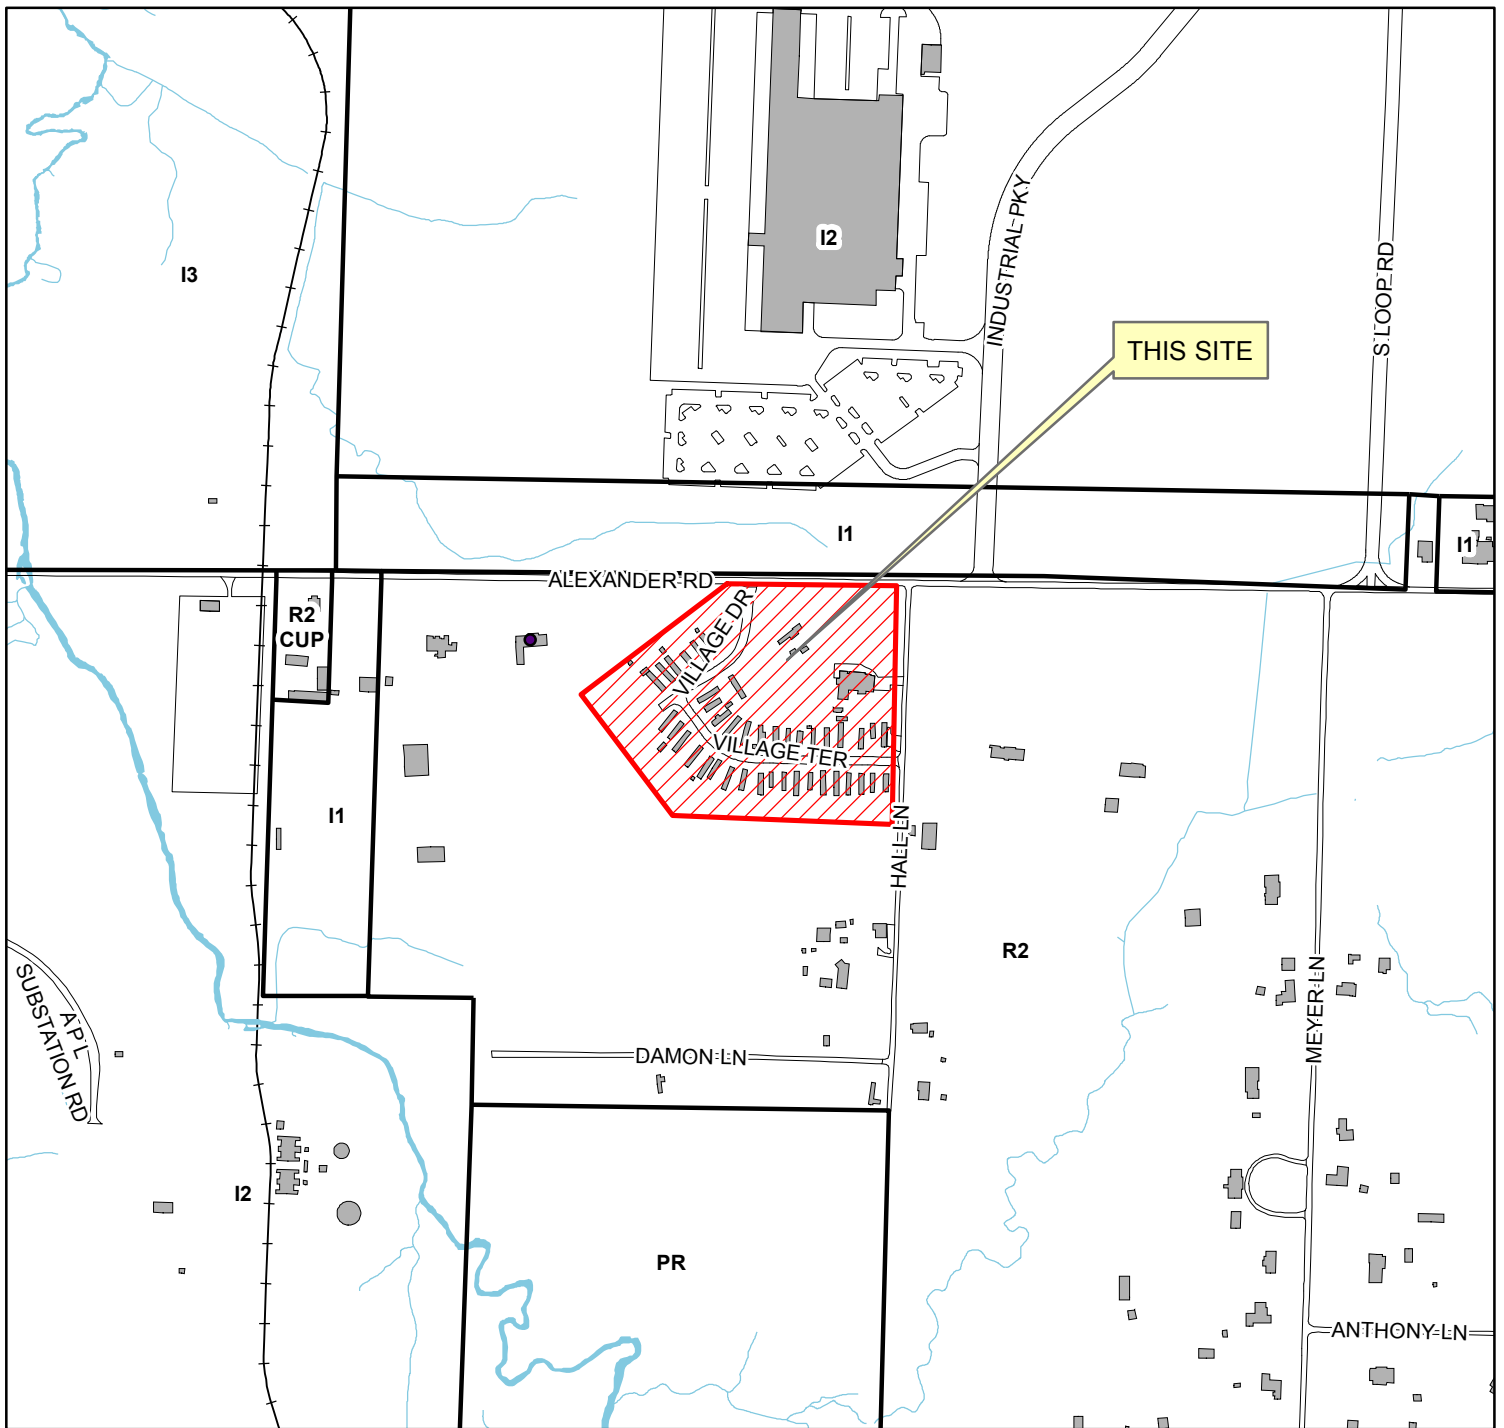 I2
I3
INDUSTRIAL PKY
S LOOP RD
THIS SITE
I1
I1
ALEXANDER RD
R2
CUP
VILLAGE DR
VILLAGE TER
I1
HALL LN
R2
A P L
SUBSTATION RD
MEYER LN
DAMON LN
I2
PR
ANTHONY LN